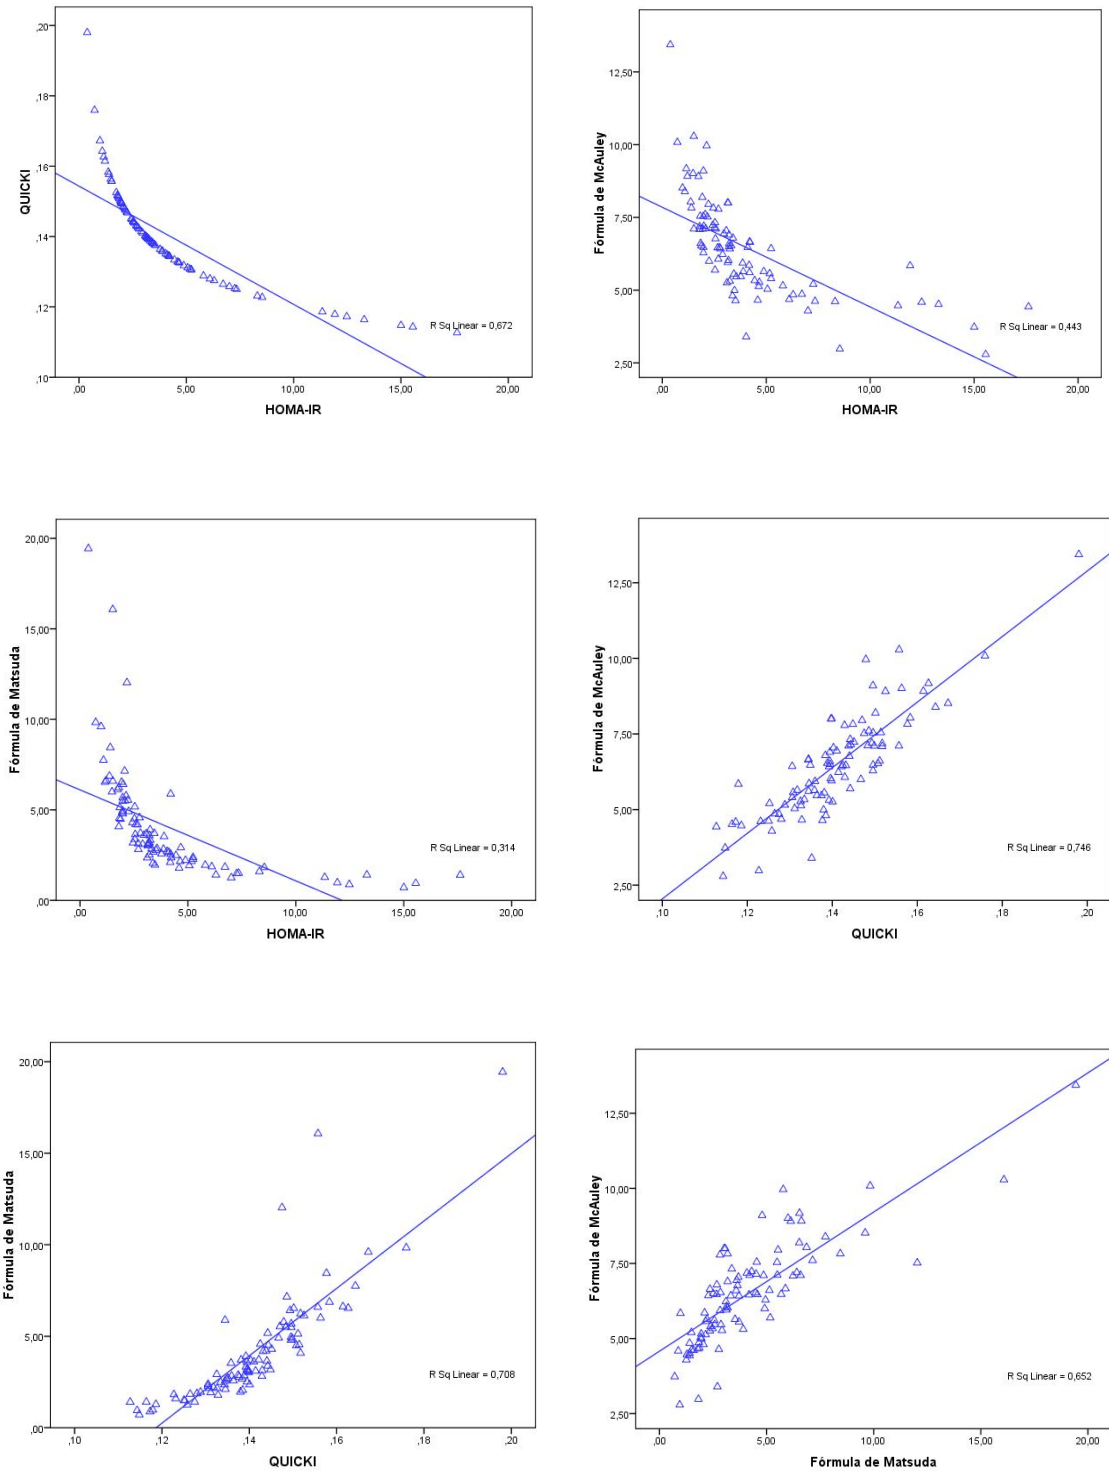 ,20
,18
,16
,14
,12
,10
QUICKI
R Sq Linear = 0,672
,00 5,00 10,00 15,00 20,00
HOMA-IR
12,50
10,00
7,50
5,00
2,50
Fórmula de McAuley
R Sq Linear = 0,443
,00 5,00 10,00 15,00 20,00
HOMA-IR
20,00
15,00
10,00
5,00
,00
Fórmula de Matsuda
R Sq Linear = 0,314
,00 5,00 10,00 15,00 20,00
HOMA-IR
12,50
10,00
7,50
5,00
2,50
Fórmula de McAuley
R Sq Linear = 0,746
,10 ,12 ,14 ,16 ,18 ,20
QUICKI
20,00
15,00
10,00
5,00
,00
Fórmula de Matsuda
R Sq Linear = 0,708
,10 ,12 ,14 ,16 ,18 ,20
QUICKI
12,50
10,00
7,50
5,00
2,50
Fórmula de McAuley
R Sq Linear = 0,652
,00 5,00 10,00 15,00 20,00
Fórmula de Matsuda